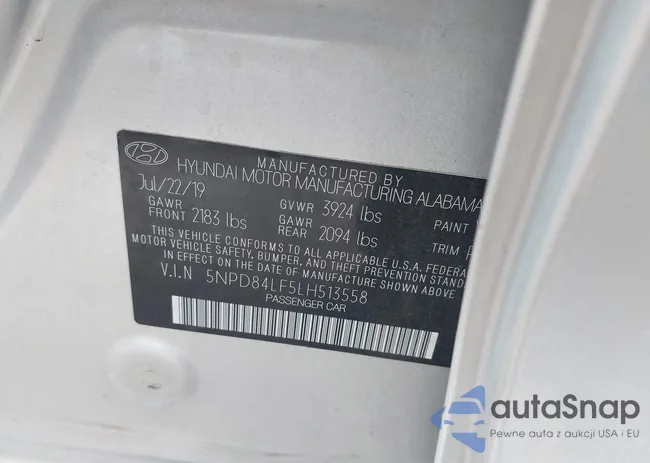 MANUFACTURED BY
HYUNDAI MOTOR MANUFACTURING ALABAMA
Jul/22/19
GAWR
FRONT 2183 lbs
GVWR 3924 lbs
GAWR
REAR 2094 lbs
PAINT
TRIM
THIS VEHICLE CONFORMS TO ALL APPLICABLE U.S.A. FEDERAL
MOTOR VEHICLE SAFETY, BUMPER, AND THEFT PREVENTION STA
IN EFFECT ON THE DATE OF MANUFACTURE SHOWN ABOVE.
V.I.N 5NPD84LF5LH513558
PASSENGER CAR
autaSnap
Pewne auta z aukcji USA i EU